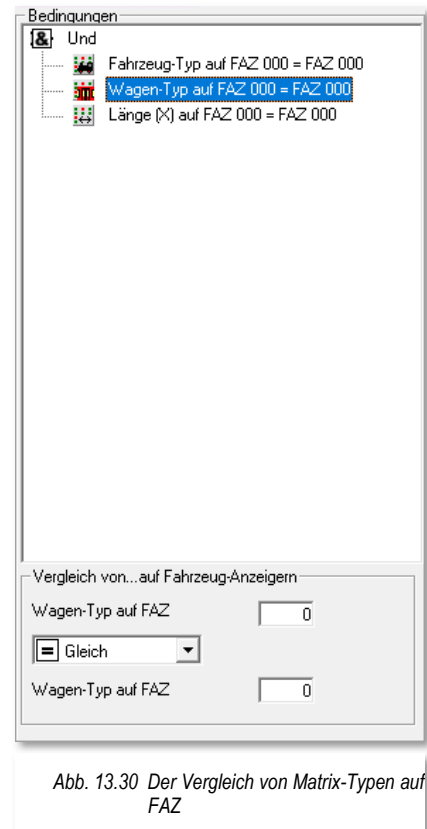 Bedingungen
& Und
Fahrzeug-Typ auf FAZ 000 = FAZ 000
Wagen-Typ auf FAZ 000 = FAZ 000
Länge (X) auf FAZ 000 = FAZ 000
Vergleich von...auf Fahrzeug-Anzeigern
Wagen-Typ auf FAZ 0
= Gleich
Wagen-Typ auf FAZ 0
Abb. 13.30 Der Vergleich von Matrix-Typen auf
FAZ